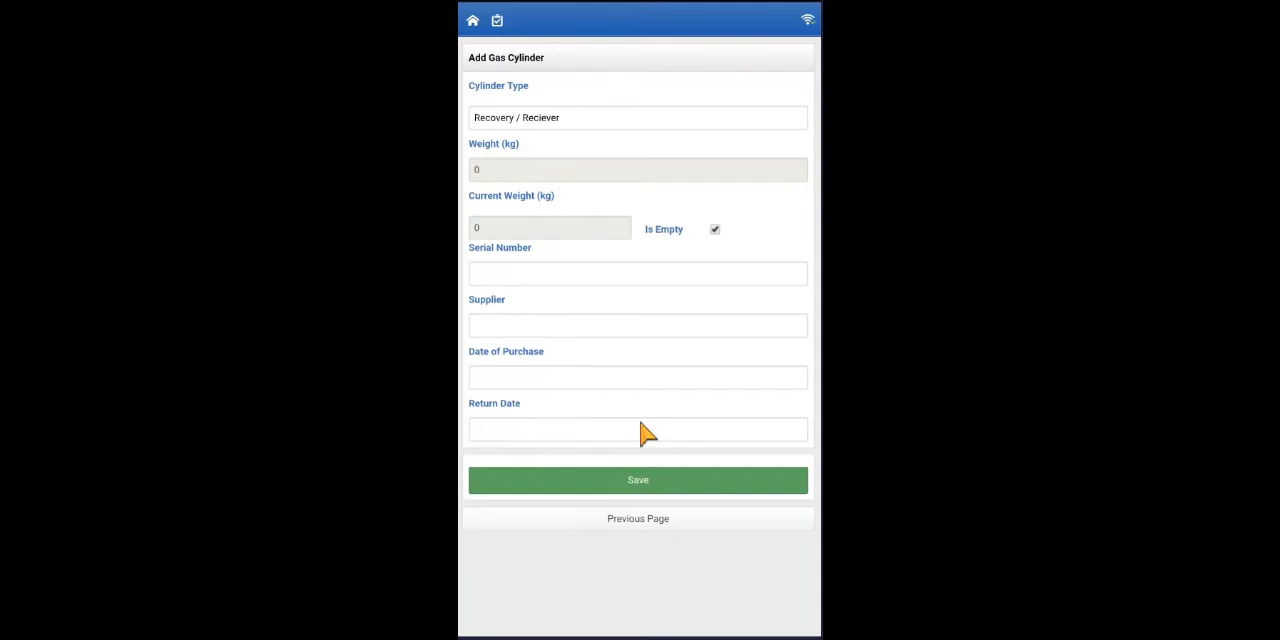 Add Gas Cylinder
Cylinder Type
Recovery / Reciever
Weight (kg)
0
Current Weight (kg)
0 Is Empty
Serial Number
Supplier
Date of Purchase
Return Date
Save
Previous Page